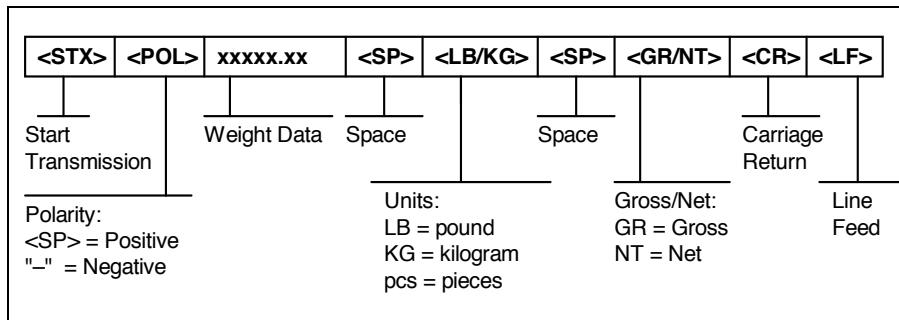 <STX> <POL> xxxxx.xx <SP> <LB/KG> <SP> <GR/NT> <CR> <LF>
Start
Transmission
Weight Data
Space
Space
Carriage
Return
Polarity:
<SP> = Positive
"–" = Negative
Units:
LB = pound
KG = kilogram
pcs = pieces
Gross/Net:
GR = Gross
NT = Net
Line
Feed